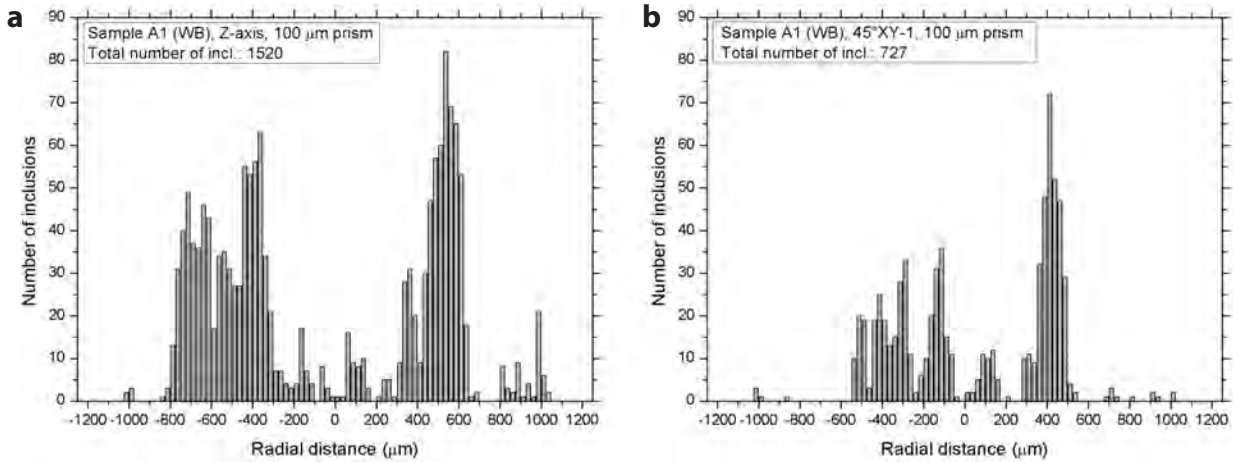 a
90
80
70
60
50
40
30
20
10
0
Number of inclusions
Sample A1 (WB), Z-axis, 100 μm prism
Total number of incl.: 1520
-1200 -1000 -800 -600 -400 -200 0 200 400 600 800 1000 1200
Radial distance (μm)
b
90
80
70
60
50
40
30
20
10
0
Number of inclusions
Sample A1 (WB), 45°XY-1, 100 μm prism
Total number of incl.: 727
-1200 -1000 -800 -600 -400 -200 0 200 400 600 800 1000 1200
Radial distance (μm)